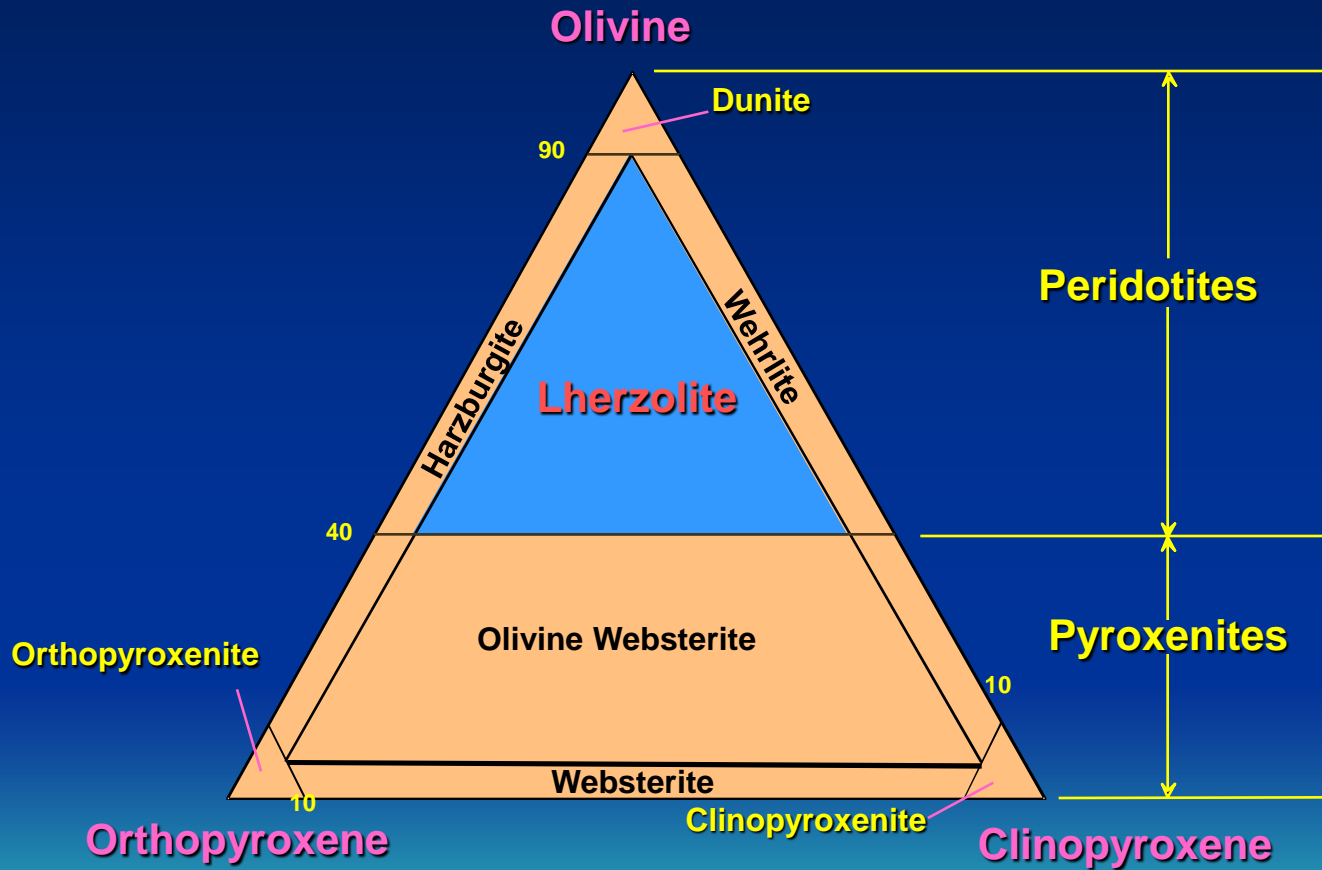 Olivine
Dunite
90
Peridotites
Wehrlite
Harzburgite
Lherzolite
40
Olivine Websterite
Pyroxenites
Orthopyroxenite
10
Websterite
10
Clinopyroxenite
Orthopyroxene
Clinopyroxene